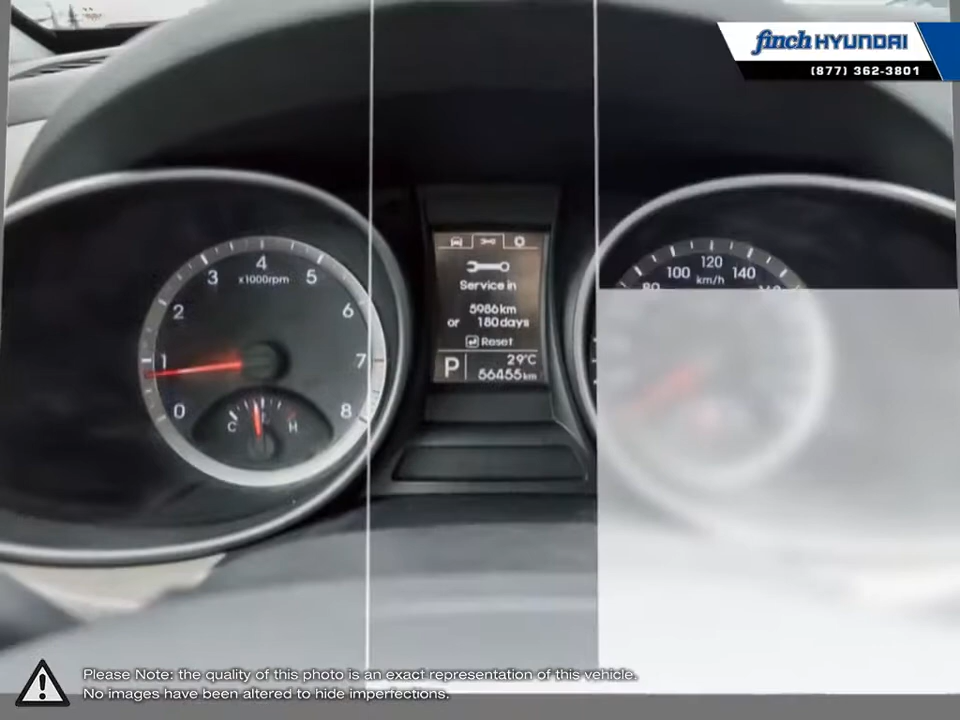 finch HYUNDAI
(877) 362-3801
4
3
5
x1000rpm
2
6
1
7
0
8
C
H
Service in
5986km
or 180days
Reset
P
29°C
56455km
120
100
140
km/h
Please Note: the quality of this photo is an exact representation of this vehicle.
No images have been altered to hide imperfections.